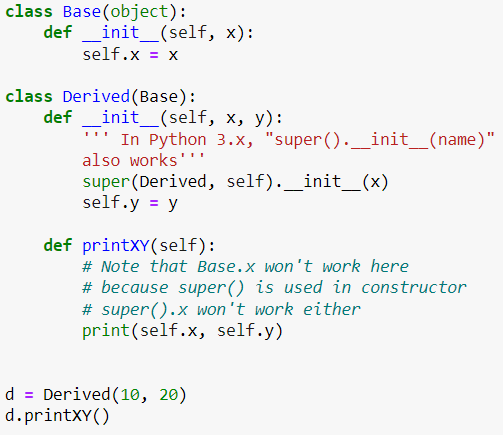 class Base(object):
    def __init__(self, x):
        self.x = x
class Derived(Base):
    def __init__(self, x, y):
        ''' In Python 3.x, "super().__init__(name)"
        also works'''
        super(Derived, self).__init__(x)
        self.y = y
    def printXY(self):
        # Note that Base.x won't work here
        # because super() is used in constructor
        # super().x won't work either
        print(self.x, self.y)
d = Derived(10, 20)
d.printXY()